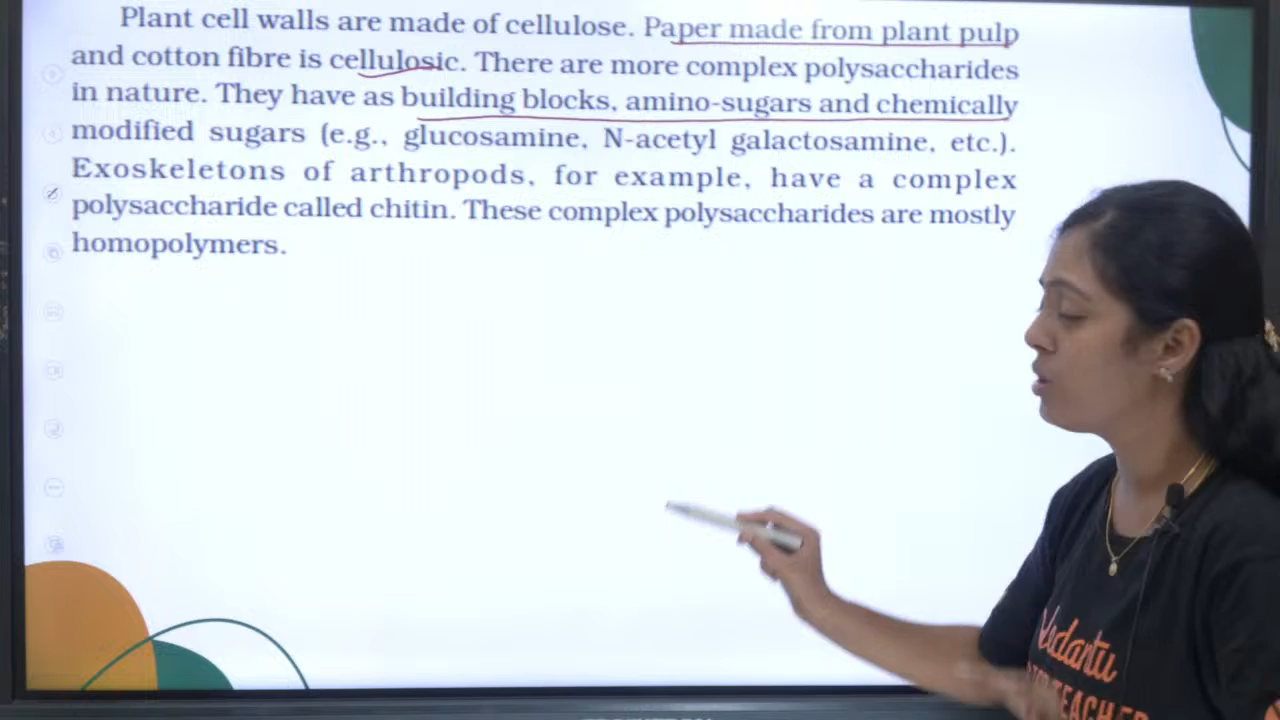 Plant cell walls are made of cellulose. Paper made from plant pulp
and cotton fibre is cellulosic. There are more complex polysaccharides
in nature. They have as building blocks, amino-sugars and chemically
modified sugars (e.g., glucosamine, N-acetyl galactosamine, etc.).
Exoskeletons of arthropods, for example, have a complex
polysaccharide called chitin. These complex polysaccharides are mostly
homopolymers.
Vedantu
TEACHER